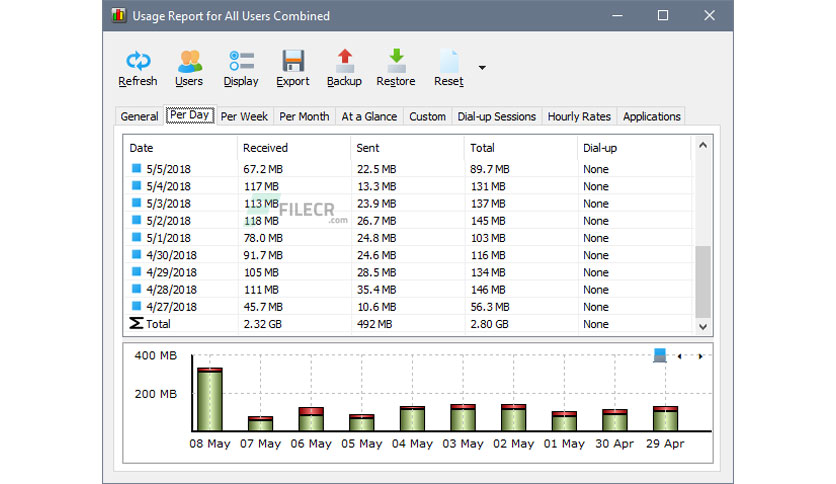 Usage Report for All Users Combined
Refresh Users Display Export Backup Restore Reset
General Per Day Per Week Per Month At a Glance Custom Dial-up Sessions Hourly Rates Applications
Date Received Sent Total Dial-up
5/5/2018 67.2 MB 22.5 MB 89.7 MB None
5/4/2018 117 MB 13.3 MB 131 MB None
5/3/2018 113 MB 23.9 MB 137 MB None
FILECR
.com
5/2/2018 118 MB 26.7 MB 145 MB None
5/1/2018 78.0 MB 24.8 MB 103 MB None
4/30/2018 91.7 MB 24.6 MB 116 MB None
4/29/2018 105 MB 28.5 MB 134 MB None
4/28/2018 111 MB 35.4 MB 146 MB None
4/27/2018 45.7 MB 10.6 MB 56.3 MB None
Σ Total 2.32 GB 492 MB 2.80 GB None
400 MB
200 MB
08 May 07 May 06 May 05 May 04 May 03 May 02 May 01 May 30 Apr 29 Apr